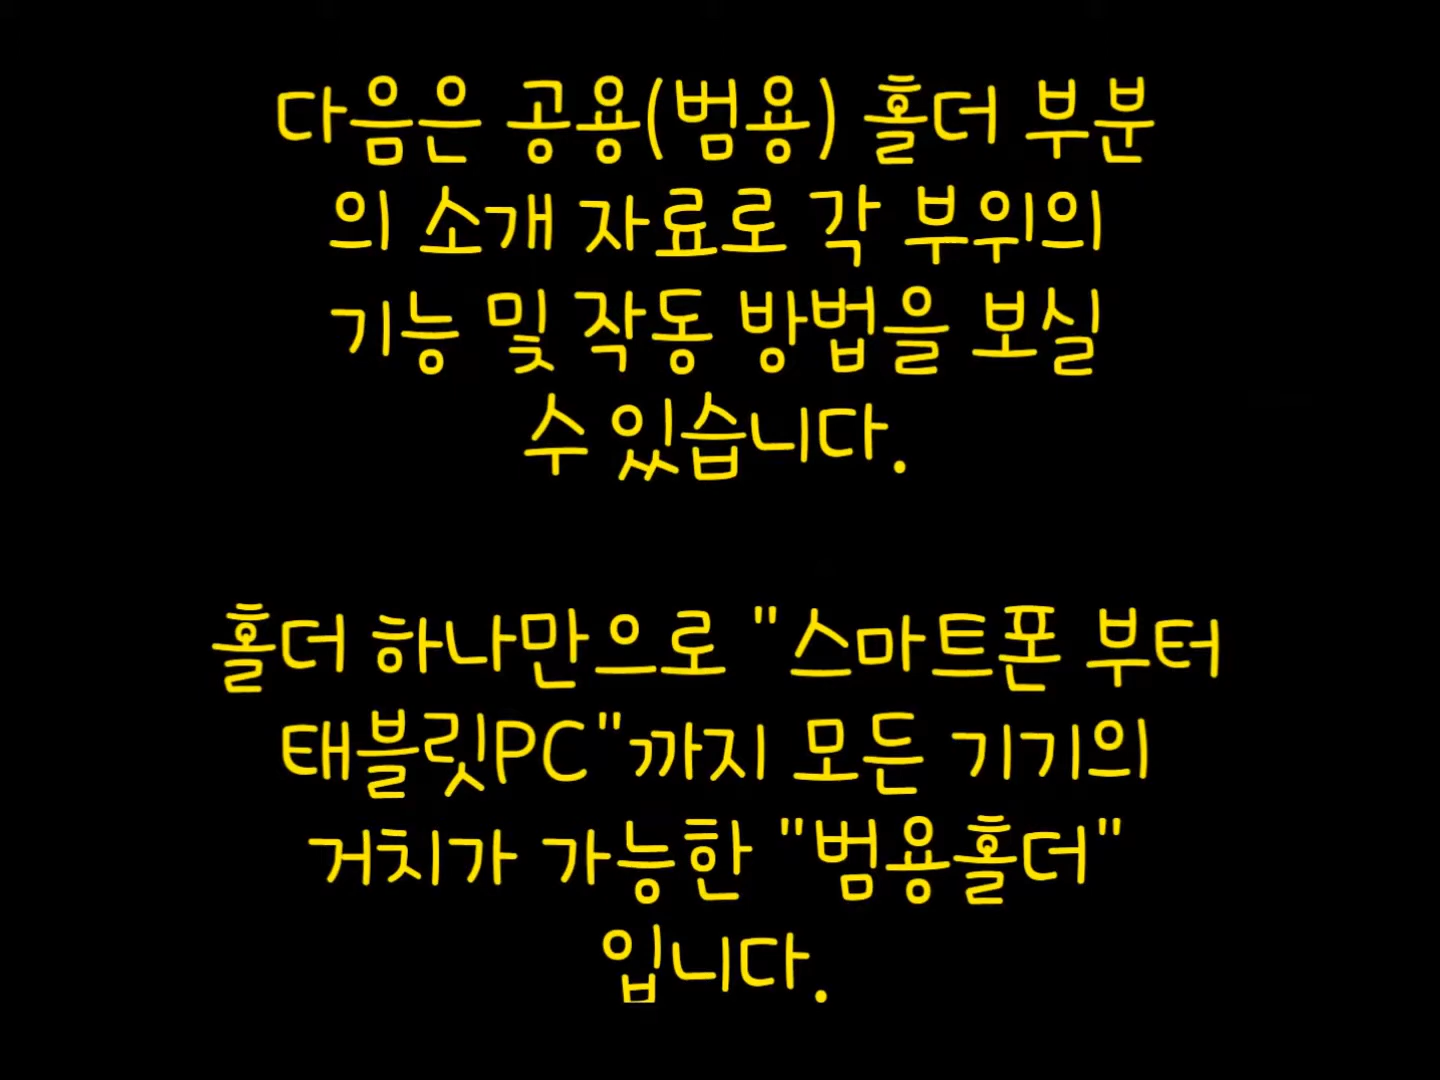 다음은 공용(범용) 홀더 부분
의 소개 자료로 각 부위의
기능 및 작동 방법을 보실
수 있습니다.
홀더 하나만으로 "스마트폰 부터
태블릿PC"까지 모든 기기의
거치가 가능한 "범용홀더"
입니다.